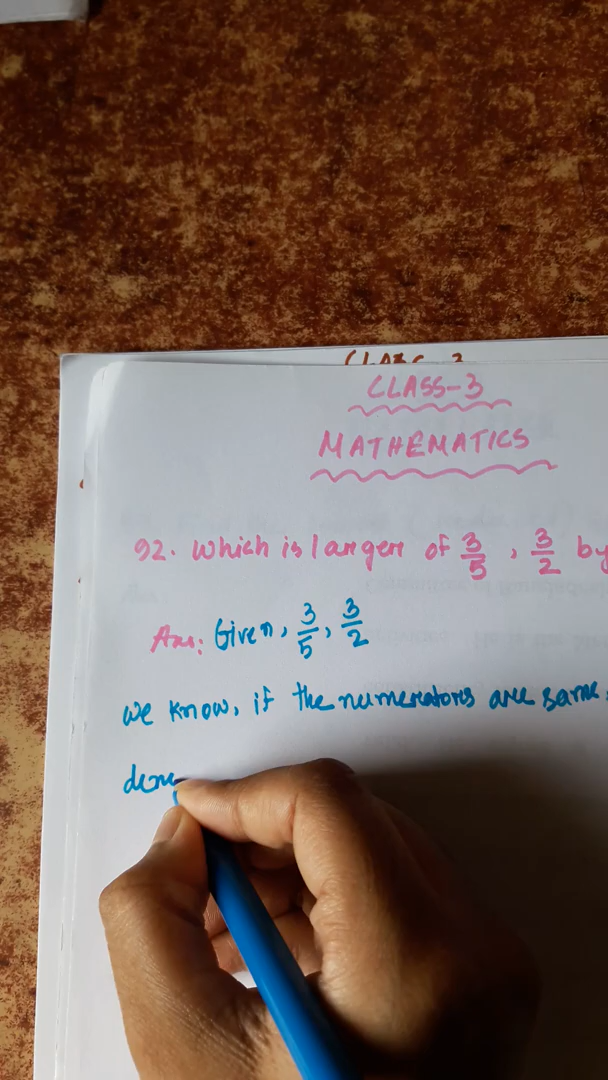 CLASS-3
MATHEMATICS
92. Which is larger of 3/5, 3/2 by
Ans: Given, 3/5, 3/2
we know, if the numerators are same,